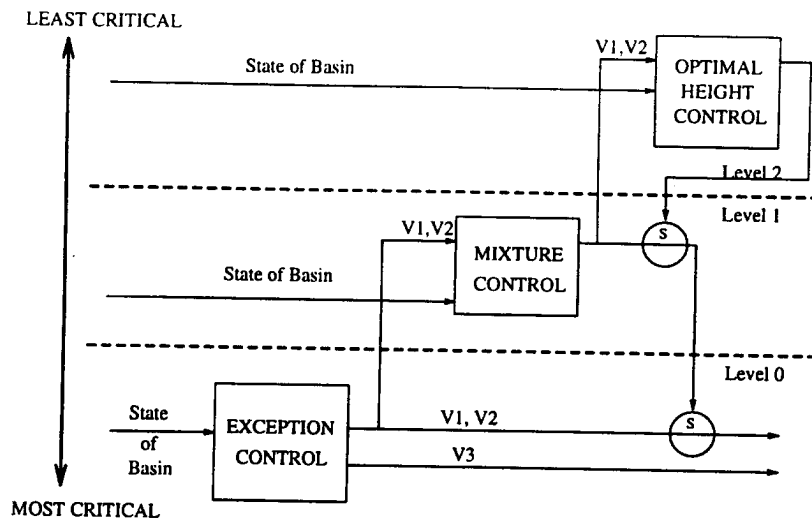 LEAST CRITICAL
V1,V2
State of Basin
OPTIMAL
HEIGHT
CONTROL
Level 2
Level 1
V1,V2
S
MIXTURE
CONTROL
State of Basin
Level 0
State
of
Basin
EXCEPTION
CONTROL
V1, V2
S
V3
MOST CRITICAL